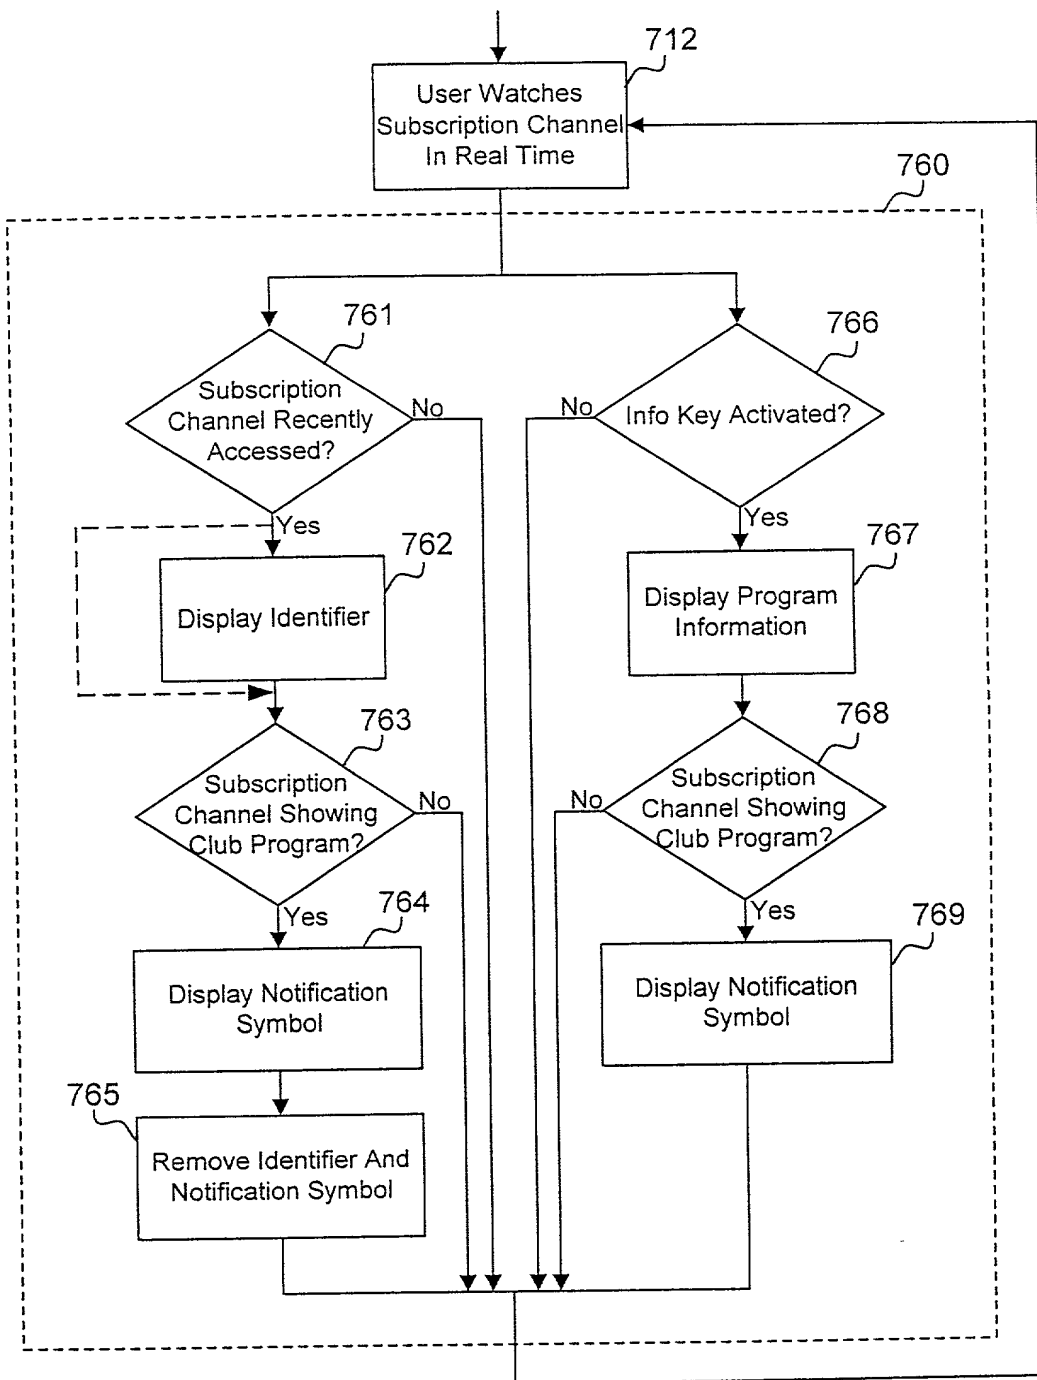 712
User Watches
Subscription Channel
In Real Time
760
761
Subscription
Channel Recently
Accessed?
No
Yes
766
Info Key Activated?
No
Yes
762
Display Identifier
767
Display Program
Information
763
Subscription
Channel Showing
Club Program?
No
Yes
768
Subscription
Channel Showing
Club Program?
No
Yes
764
Display Notification
Symbol
769
Display Notification
Symbol
765
Remove Identifier And
Notification Symbol